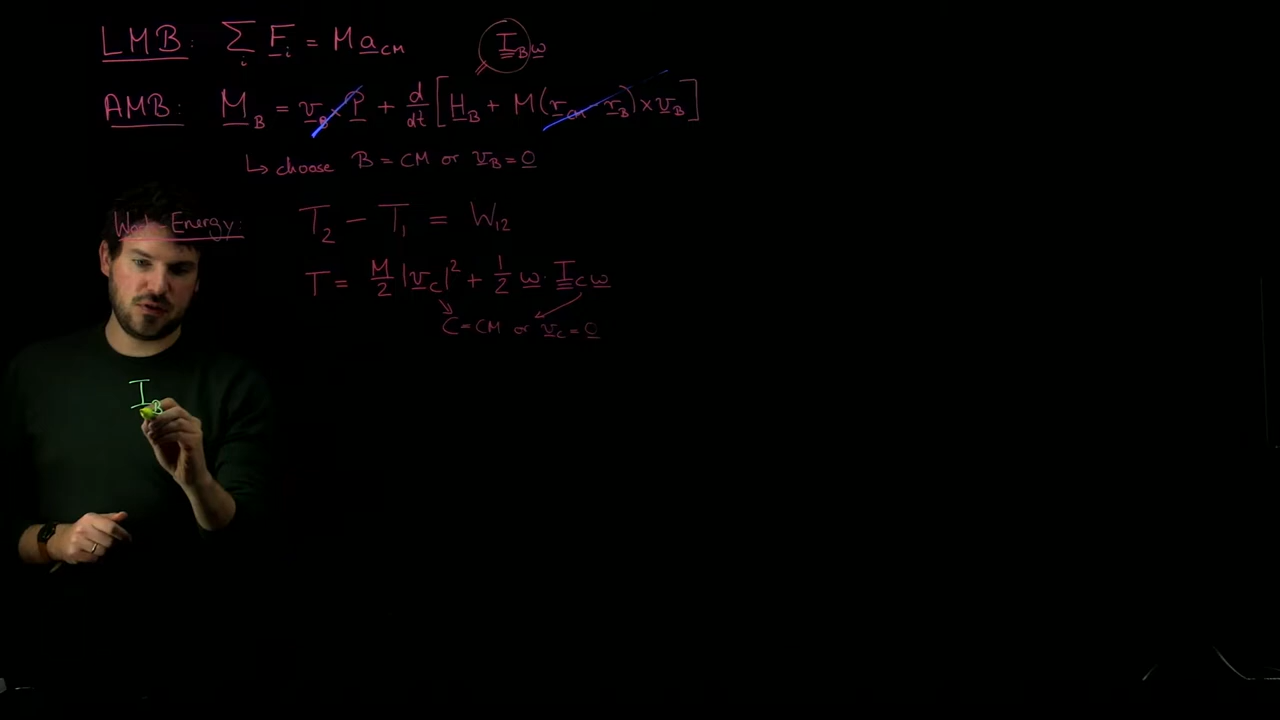 LMB: ∑_i F_i = M a_CM
I_B ω
AMB: M_B = v_B × P + d/dt [H_B + M(r_CM - r_B) × v_B]
↳ choose B = CM or v_B = 0
Work-Energy: T_2 - T_1 = W_12
T = M/2 |v_C|^2 + 1/2 ω · I_C ω
C = CM or v_C = 0
I_B